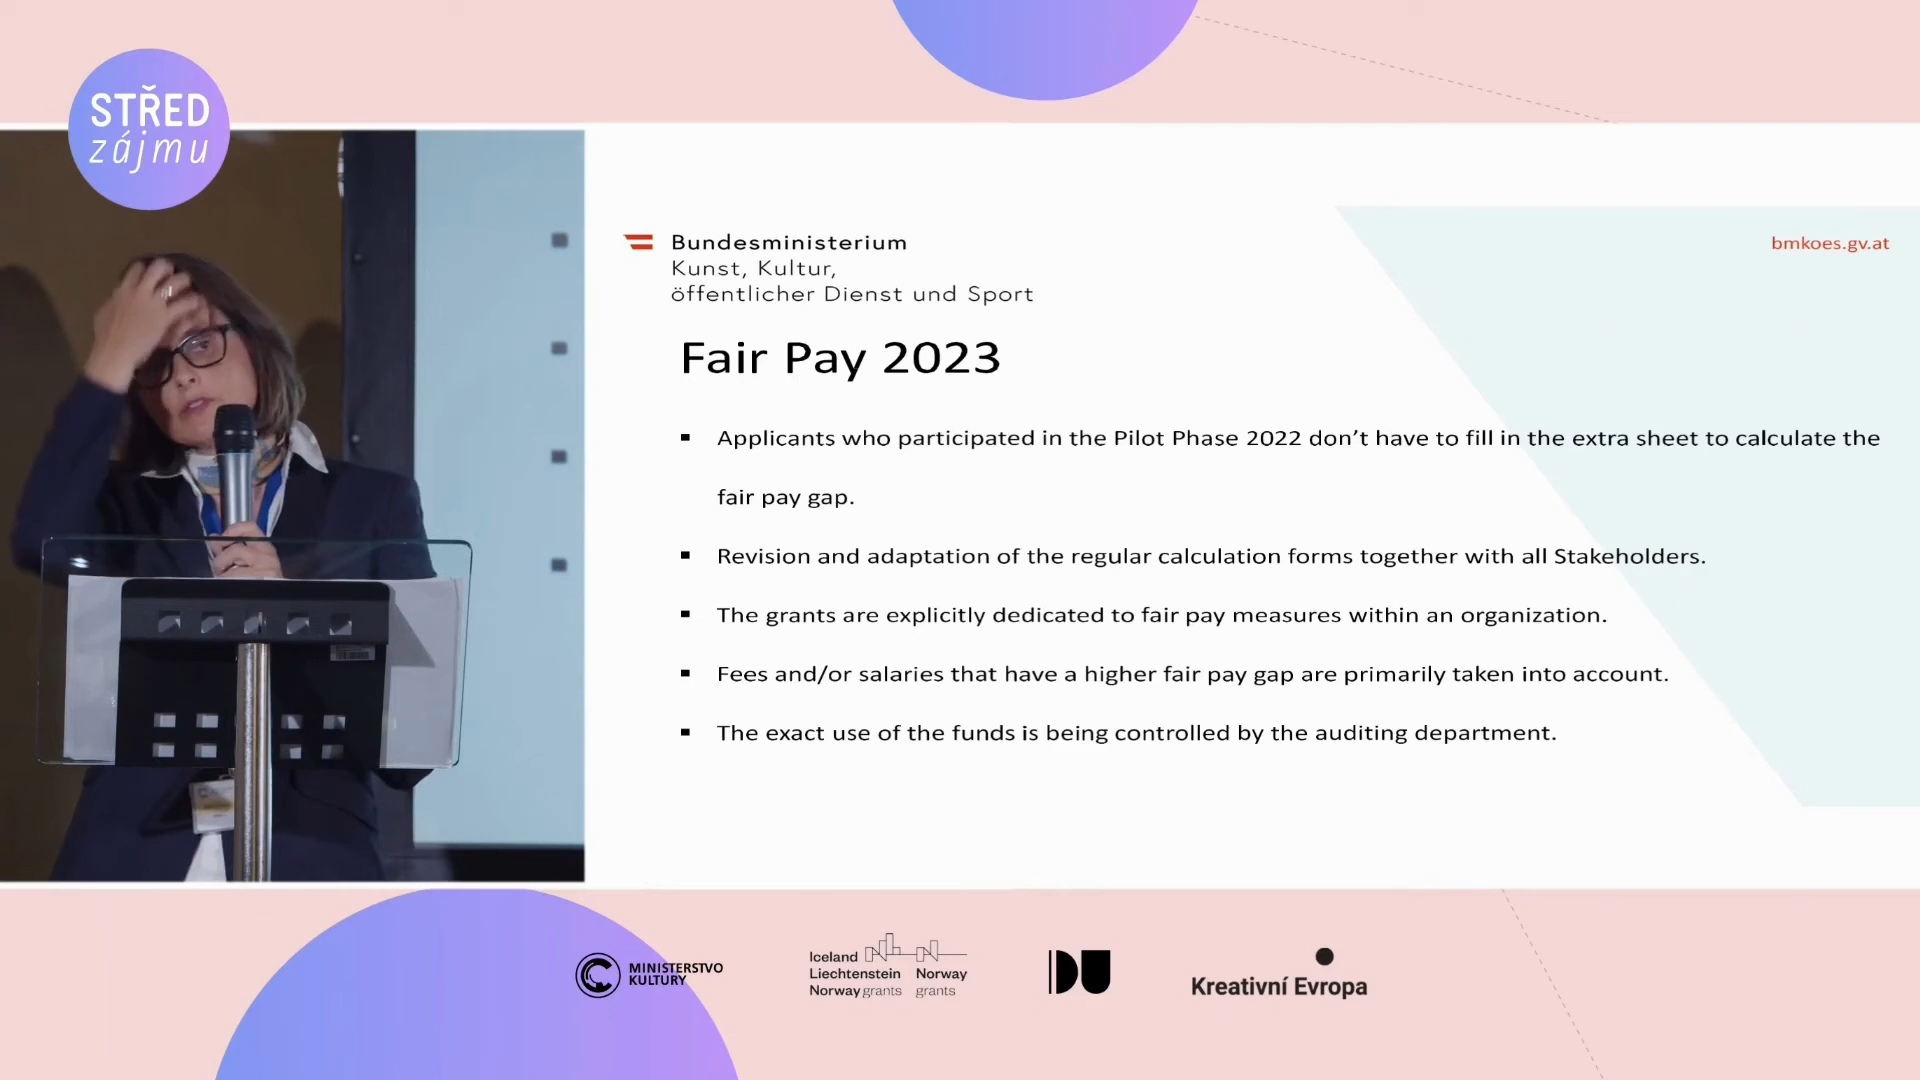 STŘED
zájmu
Bundesministerium
Kunst, Kultur,
öffentlicher Dienst und Sport
bmkoes.gv.at
Fair Pay 2023
▪ Applicants who participated in the Pilot Phase 2022 don’t have to fill in the extra sheet to calculate the
fair pay gap.
▪ Revision and adaptation of the regular calculation forms together with all Stakeholders.
▪ The grants are explicitly dedicated to fair pay measures within an organization.
▪ Fees and/or salaries that have a higher fair pay gap are primarily taken into account.
▪ The exact use of the funds is being controlled by the auditing department.
MINISTERSTVO
KULTURY
Iceland
Liechtenstein
Norway grants
Norway
grants
DU
Kreativní Evropa